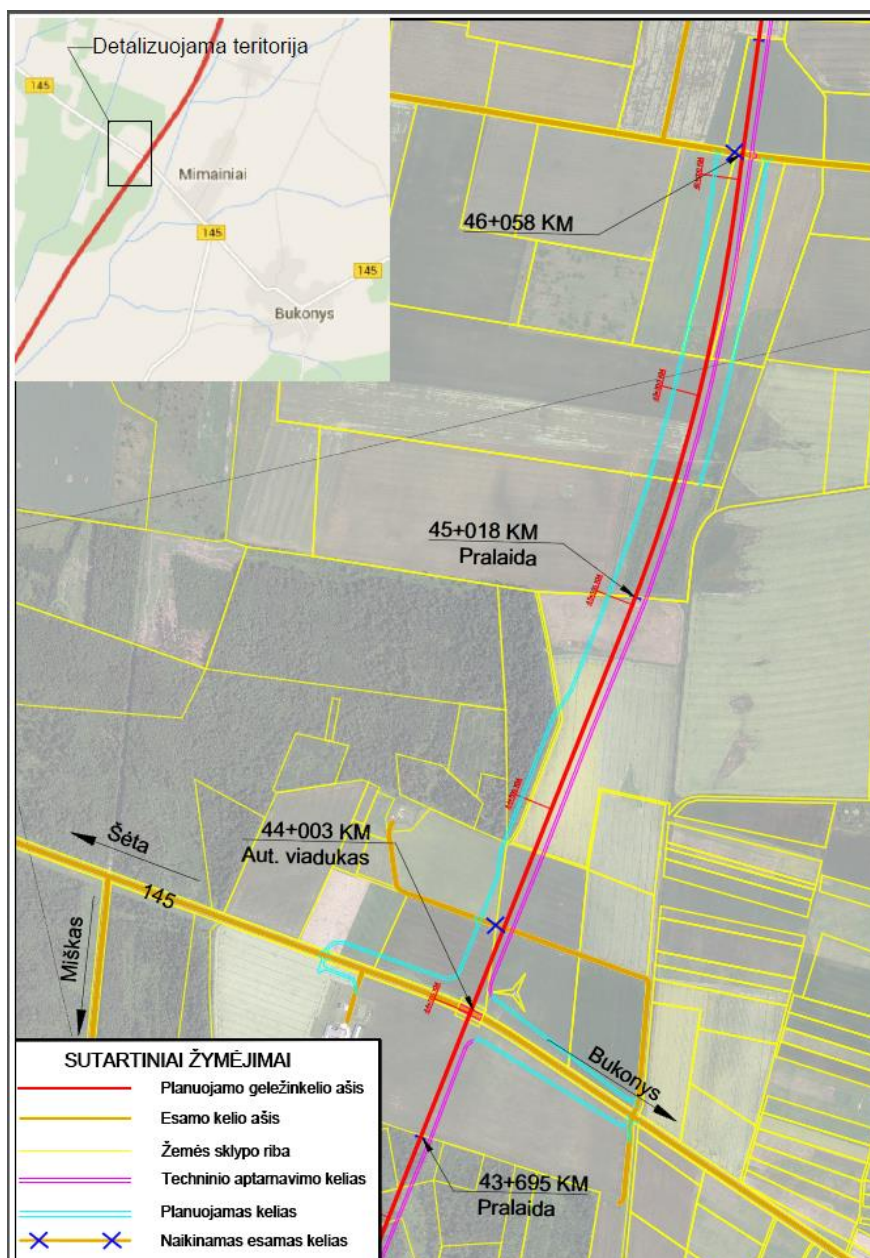 Detalizuojama teritorija
145
Mimainiai
145
145
Bukonys
46+058 KM
45+018 KM
Pralaida
44+003 KM
Aut. viadukas
Šėta
145
Miškas
Bukonys
43+695 KM
Pralaida
SUTARTINIAI ŽYMĖJIMAI
Planuojamo geležinkelio ašis
Esamo kelio ašis
Žemės sklypo riba
Techninio aptarnavimo kelias
Planuojamas kelias
Naikinamas esamas kelias